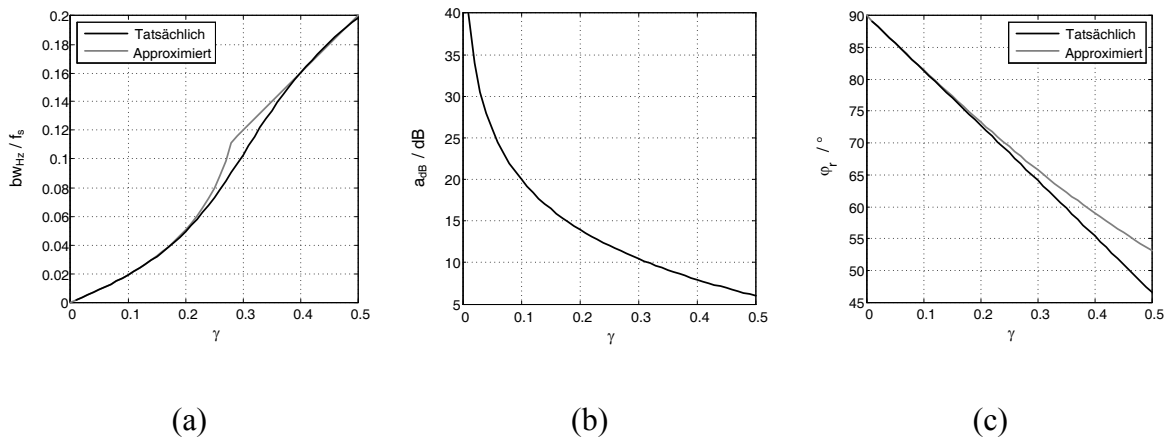 0.2
0.18
0.16
0.14
0.12
0.1
0.08
0.06
0.04
0.02
0
0 0.1 0.2 0.3 0.4 0.5
bw_Hz / f_s
γ
Tatsächlich
Approximiert
(a)
40
35
30
25
20
15
10
5
0 0.1 0.2 0.3 0.4 0.5
a_dB / dB
γ
(b)
90
85
80
75
70
65
60
55
50
45
0 0.1 0.2 0.3 0.4 0.5
φ_r / °
γ
Tatsächlich
Approximiert
(c)